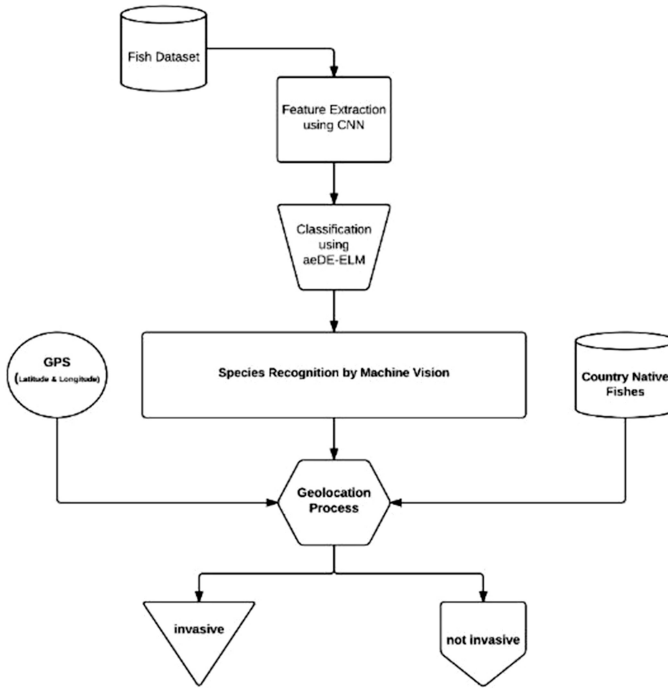 Fish Dataset
Feature Extraction
using CNN
Classification
using
aeDE-ELM
Species Recognition by Machine Vision
GPS
(Latitude & Longitude)
Country Native
Fishes
Geolocation
Process
invasive
not invasive